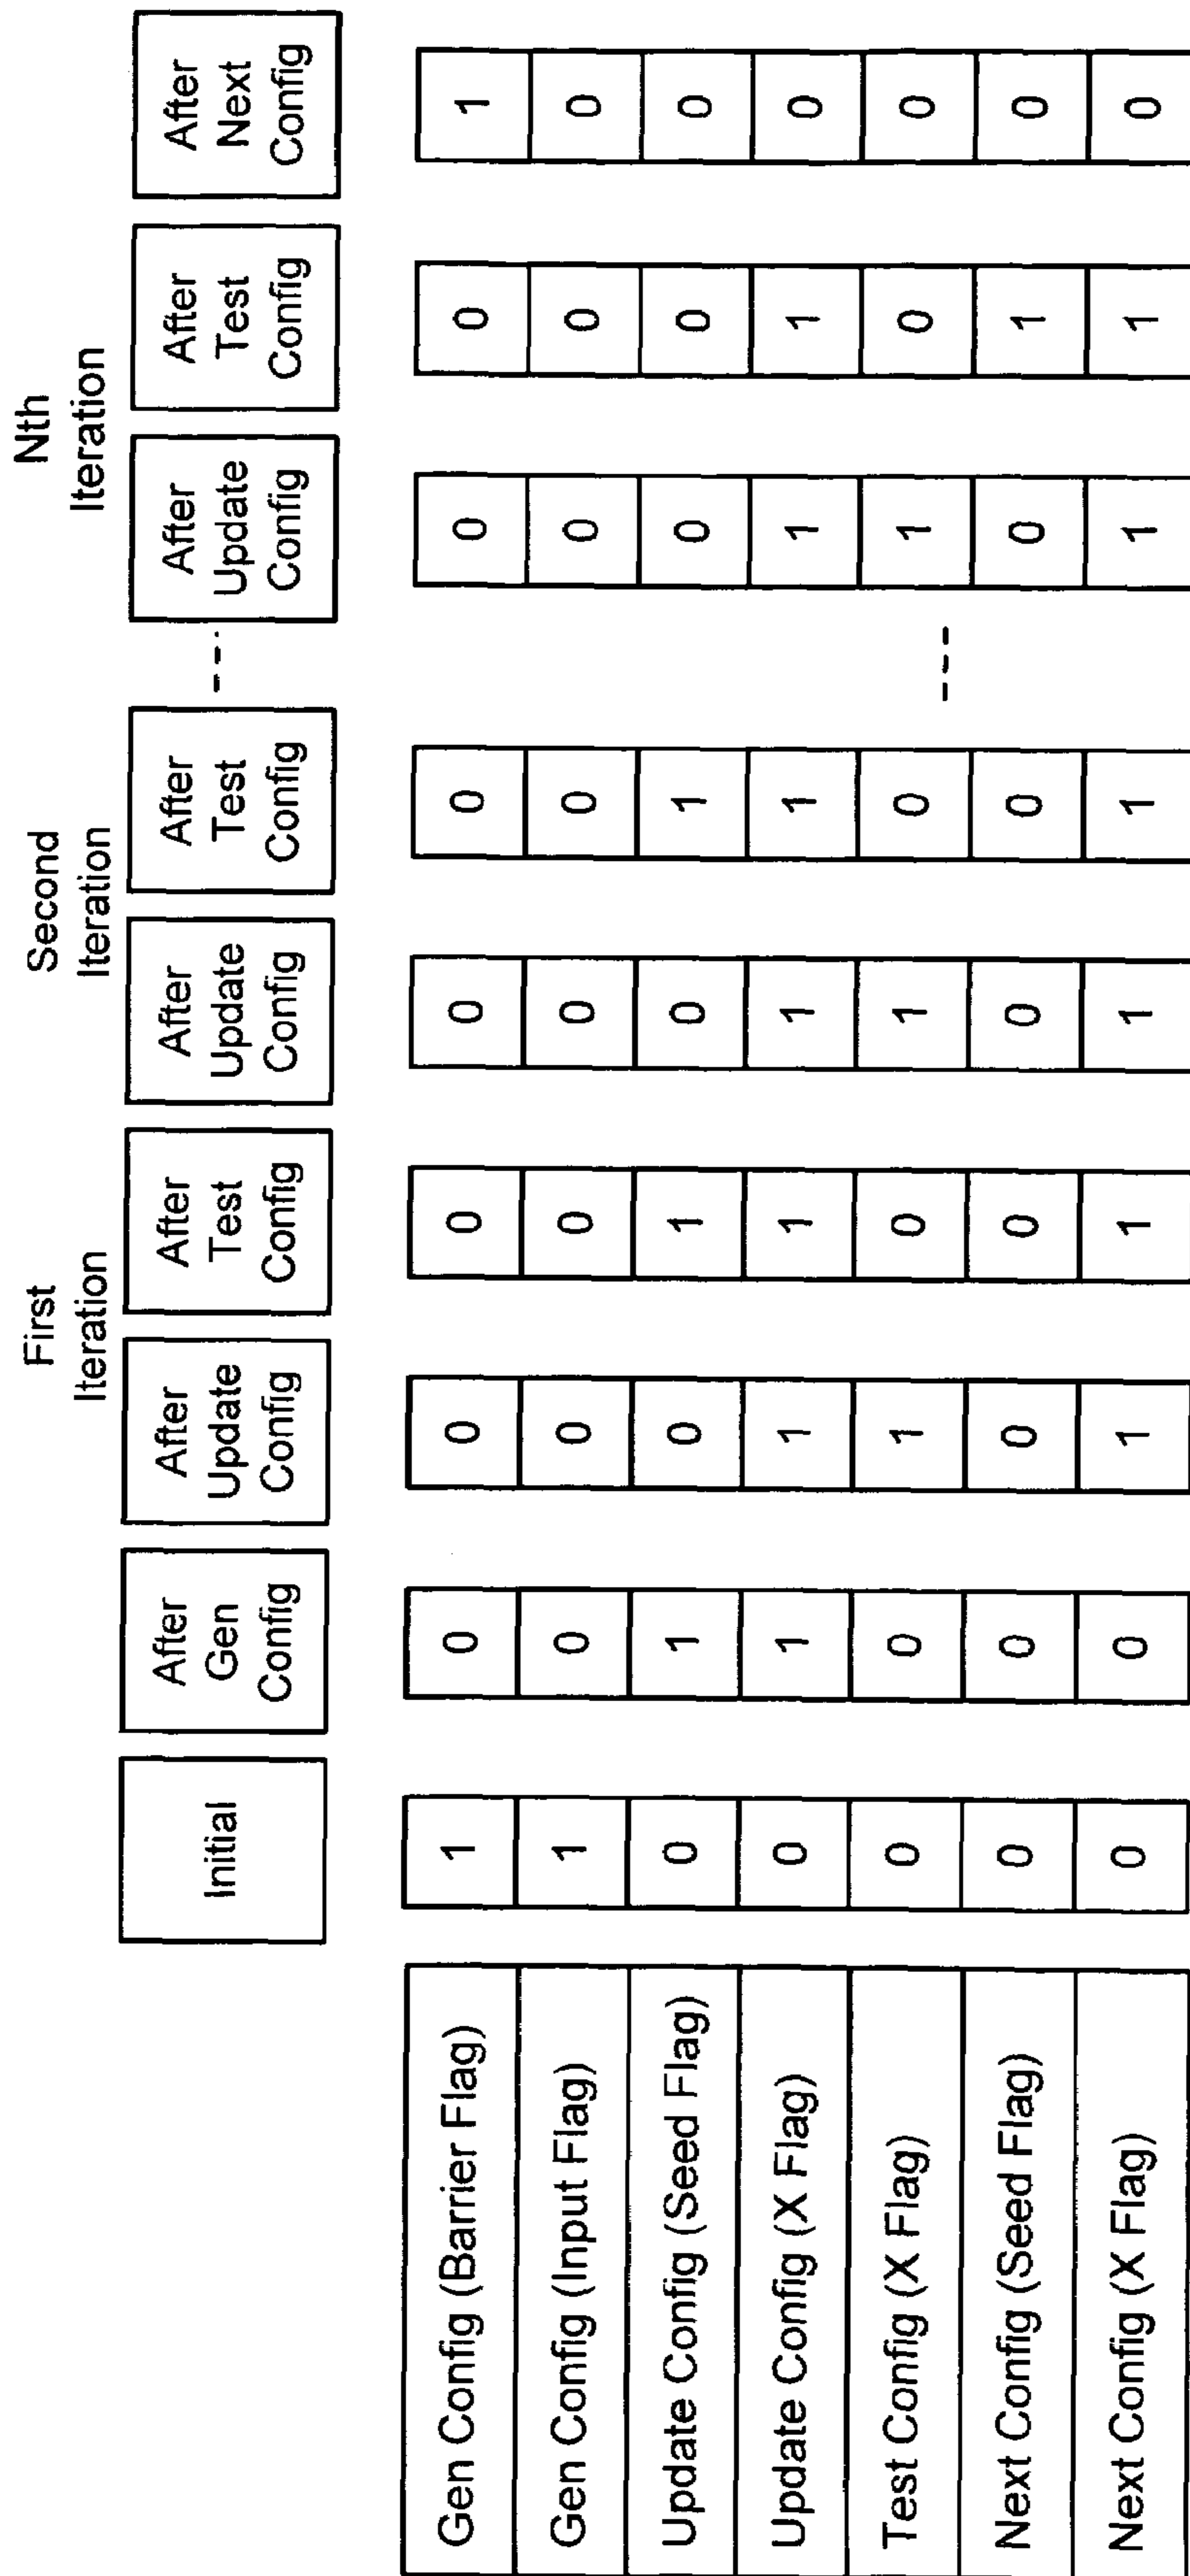 First
Iteration
Second
Iteration
Nth
Iteration
Initial
After
Gen
Config
After
Update
Config
After
Test
Config
After
Update
Config
After
Test
Config
---
After
Update
Config
After
Test
Config
After
Next
Config
Gen Config (Barrier Flag) 1 0 0 0 0 0 0 0 1
Gen Config (Input Flag) 1 0 0 0 0 0 0 0 0
Update Config (Seed Flag) 0 1 0 1 0 1 0 0 0
Update Config (X Flag) 0 1 1 1 1 1 1 1 0
Test Config (X Flag) 0 0 1 0 1 0 --- 1 0 0
Next Config (Seed Flag) 0 0 0 0 0 0 0 1 0
Next Config (X Flag) 0 0 1 1 1 1 1 1 0